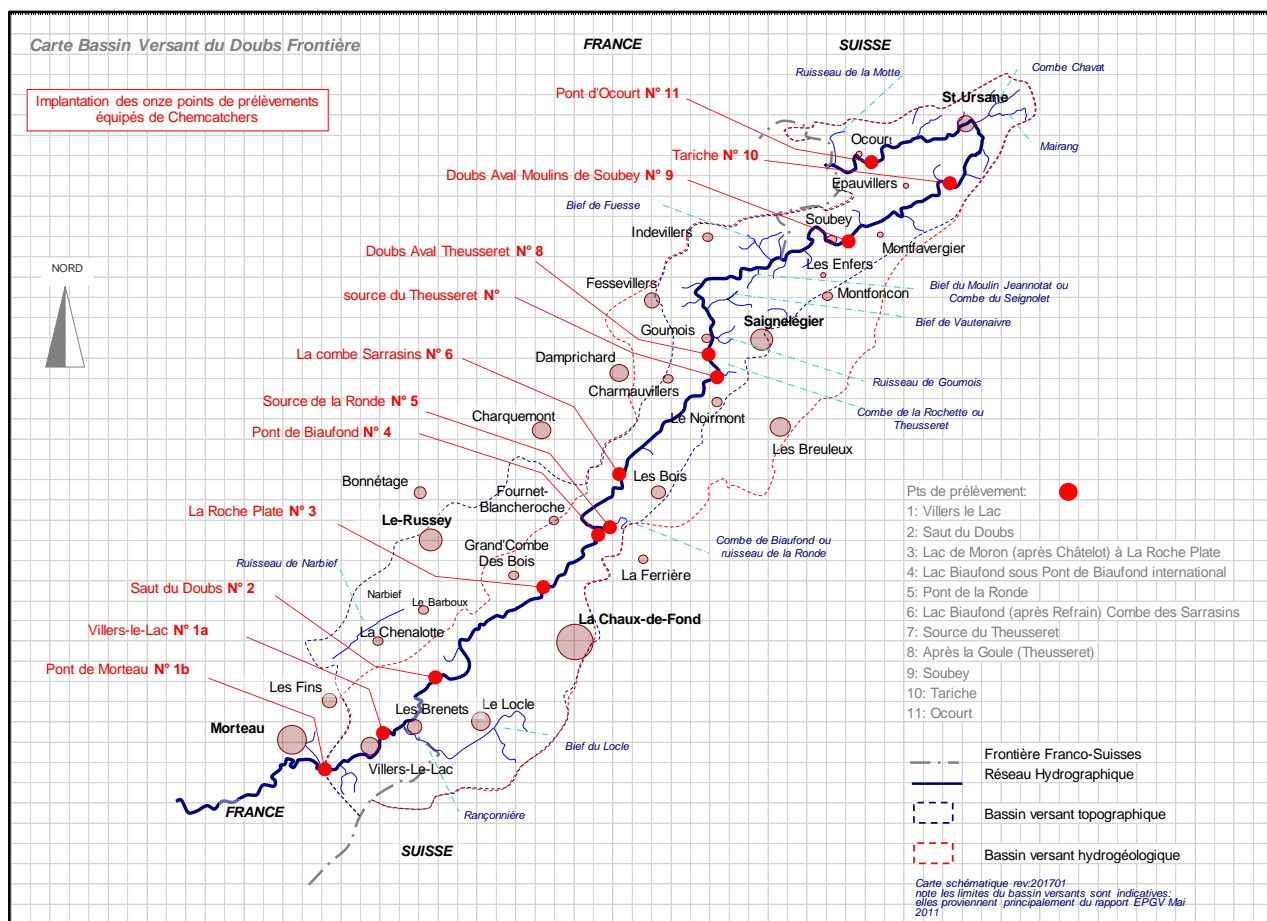 Carte Bassin Versant du Doubs Frontière
FRANCE
SUISSE
Implantation des onze points de prélèvements
équipés de Chemcatchers
Ruisseau de la Motte
Combe Chavat
Pont d'Ocourt N° 11
St Ursane
Ocourt
Mairang
Tariche N° 10
Doubs Aval Moulins de Soubey N° 9
Epauvillers
Bief de Fuesse
Soubey
Indevillers
Montfavergier
Doubs Aval Theusseret N° 8
Les Enfers
NORD
Fessevillers
Bief du Moulin Jeannotat ou
Combe du Seignolet
source du Theusseret N°
Montfoncon
Bief de Vautenaivre
Saignelégier
Goumois
La combe Sarrasins N° 6
Damprichard
Charmauvillers
Ruisseau de Goumois
Source de la Ronde N° 5
Le Noirmont
Combe de la Rochette ou
Theusseret
Charquemont
Pont de Biaufond N° 4
Les Breuleux
Bonnétage
Les Bois
Fournet-
Blancheroche
La Roche Plate N° 3
Le-Russey
Combe de Biaufond ou
ruisseau de la Ronde
Grand'Combe
Des Bois
Ruisseau de Narbief
La Ferrière
Saut du Doubs N° 2
Narbief
Le Barboux
La Chaux-de-Fond
Villers-le-Lac N° 1a
La Chenalotte
Pont de Morteau N° 1b
Les Fins
Les Brenets
Le Locle
Morteau
Bief du Locle
Villers-Le-Lac
FRANCE
Rançonnière
SUISSE
Pts de prélèvement:
1: Villers le Lac
2: Saut du Doubs
3: Lac de Moron (après Châtelot) à La Roche Plate
4: Lac Biaufond sous Pont de Biaufond international
5: Pont de la Ronde
6: Lac Biaufond (après Refrain) Combe des Sarrasins
7: Source du Theusseret
8: Après la Goule (Theusseret)
9: Soubey
10: Tariche
11: Ocourt
Frontière Franco-Suisses
Réseau Hydrographique
Bassin versant topographique
Bassin versant hydrogéologique
Carte schématique rev:201701
note les limites du bassin versants sont indicatives:
elles proviennent principalement du rapport EPGV Mai
2011